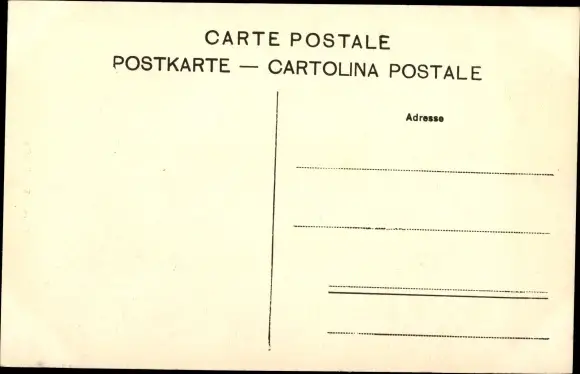 CARTE POSTALE
POSTKARTE — CARTOLINA POSTALE
Adresse